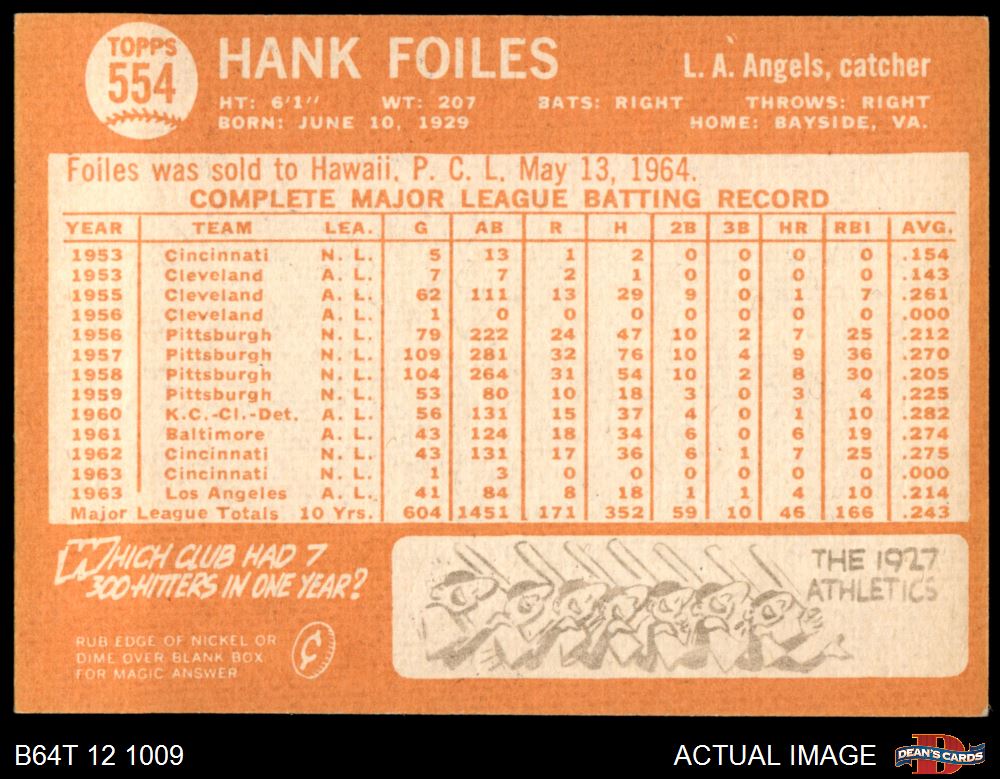 TOPPS
554
HANK FOILES
L. A. Angels, catcher
HT: 6'1" WT: 207 BATS: RIGHT THROWS: RIGHT
BORN: JUNE 10, 1929 HOME: BAYSIDE, VA.
Foiles was sold to Hawaii, P. C. L. May 13, 1964.
COMPLETE MAJOR LEAGUE BATTING RECORD
YEAR TEAM LEA. G AB R H 2B 3B HR RBI AVG.
1953 Cincinnati N. L. 5 13 1 2 0 0 0 0 .154
1953 Cleveland A. L. 7 7 2 1 0 0 0 0 .143
1955 Cleveland A. L. 62 111 13 29 9 0 1 7 .261
1956 Cleveland A. L. 1 0 0 0 0 0 0 0 .000
1956 Pittsburgh N. L. 79 222 24 47 10 2 7 25 .212
1957 Pittsburgh N. L. 109 281 32 76 10 4 9 36 .270
1958 Pittsburgh N. L. 104 264 31 54 10 2 8 30 .205
1959 Pittsburgh N. L. 53 80 10 18 3 0 3 4 .225
1960 K.C.-Cl.-Det. A. L. 56 131 15 37 4 0 1 10 .282
1961 Baltimore A. L. 43 124 18 34 6 0 6 19 .274
1962 Cincinnati N. L. 43 131 17 36 6 1 7 25 .275
1963 Cincinnati N. L. 1 3 0 0 0 0 0 0 .000
1963 Los Angeles A. L. 41 84 8 18 1 1 4 10 .214
Major League Totals 10 Yrs. 604 1451 171 352 59 10 46 166 .243
WHICH CLUB HAD 7
300-HITTERS IN ONE YEAR?
RUB EDGE OF NICKEL OR
DIME OVER BLANK BOX
FOR MAGIC ANSWER
¢
THE 1927
ATHLETICS
B64T 12 1009
ACTUAL IMAGE
DEAN'S CARDS